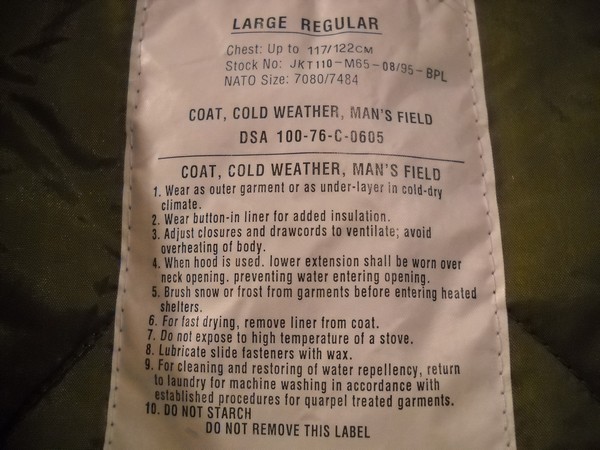 LARGE REGULAR
Chest: Up to 117/122CM
Stock No: JKT110-M65-08/95-BPL
NATO Size: 7080/7484
COAT, COLD WEATHER, MAN'S FIELD
DSA 100-76-C-0605
COAT, COLD WEATHER, MAN'S FIELD
1. Wear as outer garment or as under-layer in cold-dry
climate.
2. Wear button-in liner for added insulation.
3. Adjust closures and drawcords to ventilate; avoid
overheating of body.
4. When hood is used. lower extension shall be worn over
neck opening. preventing water entering opening.
5. Brush snow or frost from garments before entering heated
shelters.
6. For fast drying, remove liner from coat.
7. Do not expose to high temperature of a stove.
8. Lubricate slide fasteners with wax.
9. For cleaning and restoring of water repellency, return
to laundry for machine washing in accordance with
established procedures for quarpel treated garments.
10. DO NOT STARCH
DO NOT REMOVE THIS LABEL